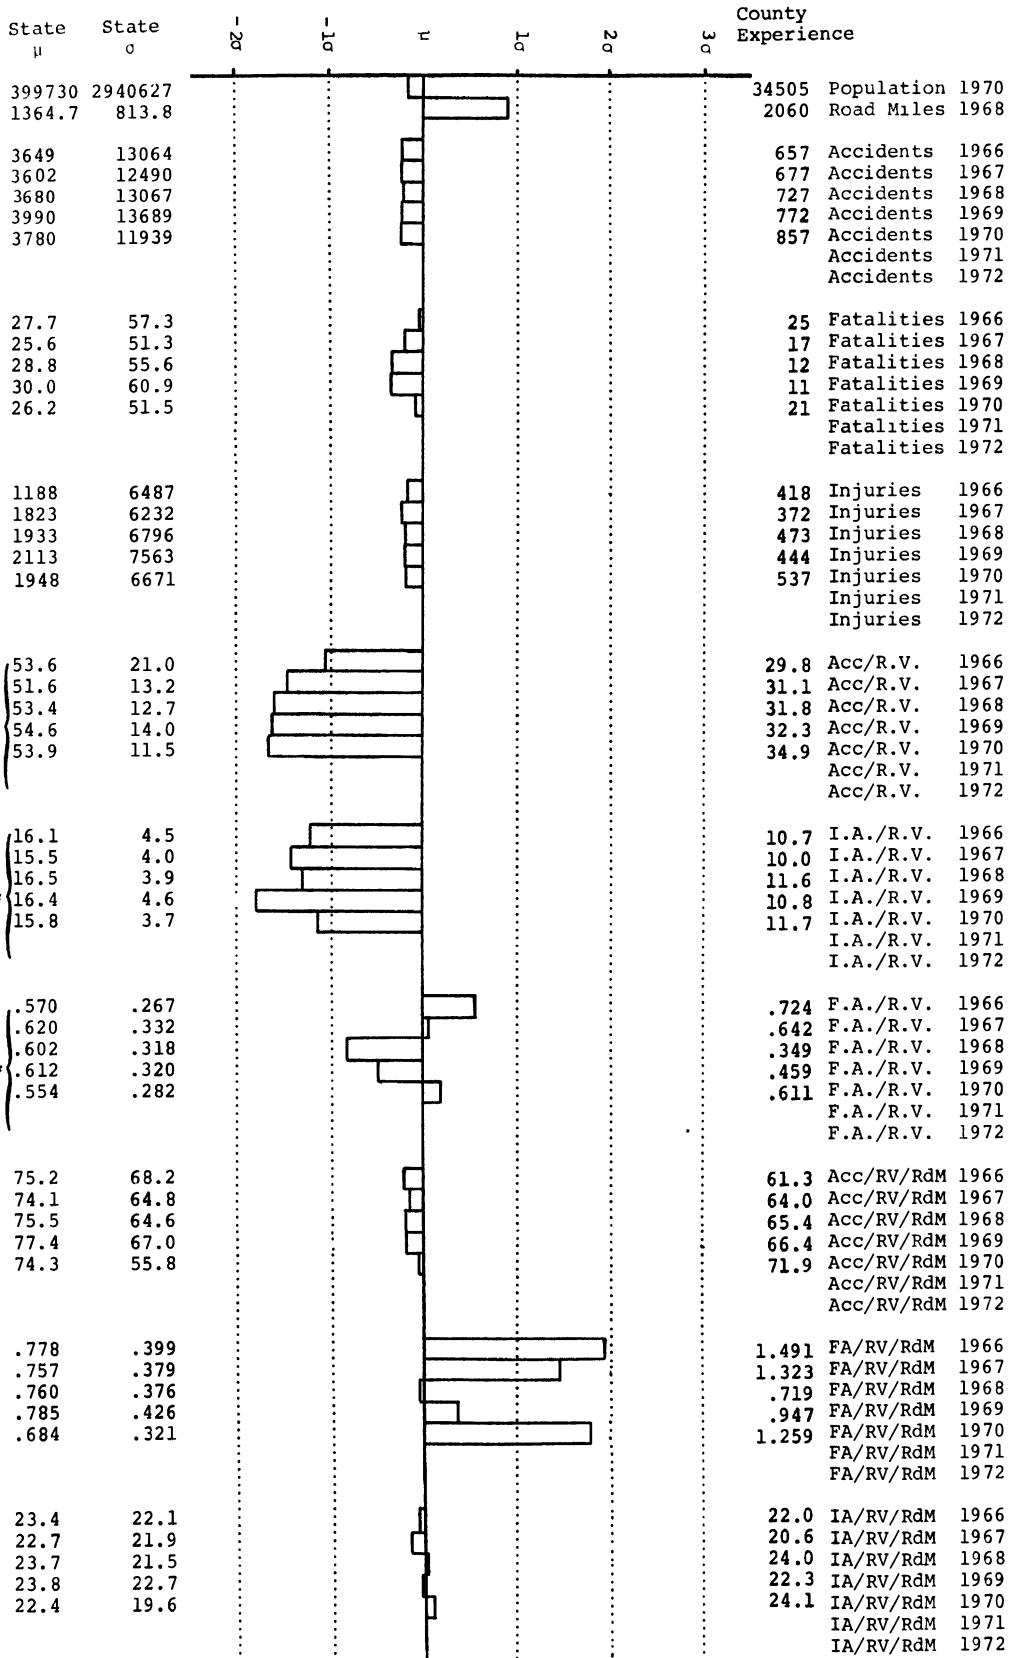 State State -2σ -1σ μ 1σ 2σ 3σ County
μ σ Experience
399730 2940627 34505 Population 1970
1364.7 813.8 2060 Road Miles 1968
3649 13064 657 Accidents 1966
3602 12490 677 Accidents 1967
3680 13067 727 Accidents 1968
3990 13689 772 Accidents 1969
3780 11939 857 Accidents 1970
Accidents 1971
Accidents 1972
27.7 57.3 25 Fatalities 1966
25.6 51.3 17 Fatalities 1967
28.8 55.6 12 Fatalities 1968
30.0 60.9 11 Fatalities 1969
26.2 51.5 21 Fatalities 1970
Fatalities 1971
Fatalities 1972
1188 6487 418 Injuries 1966
1823 6232 372 Injuries 1967
1933 6796 473 Injuries 1968
2113 7563 444 Injuries 1969
1948 6671 537 Injuries 1970
Injuries 1971
Injuries 1972
53.6 21.0 29.8 Acc/R.V. 1966
51.6 13.2 31.1 Acc/R.V. 1967
53.4 12.7 31.8 Acc/R.V. 1968
54.6 14.0 32.3 Acc/R.V. 1969
53.9 11.5 34.9 Acc/R.V. 1970
Acc/R.V. 1971
Acc/R.V. 1972
16.1 4.5 10.7 I.A./R.V. 1966
15.5 4.0 10.0 I.A./R.V. 1967
16.5 3.9 11.6 I.A./R.V. 1968
16.4 4.6 10.8 I.A./R.V. 1969
15.8 3.7 11.7 I.A./R.V. 1970
I.A./R.V. 1971
I.A./R.V. 1972
.570 .267 .724 F.A./R.V. 1966
.620 .332 .642 F.A./R.V. 1967
.602 .318 .349 F.A./R.V. 1968
.612 .320 .459 F.A./R.V. 1969
.554 .282 .611 F.A./R.V. 1970
F.A./R.V. 1971
F.A./R.V. 1972
75.2 68.2 61.3 Acc/RV/RdM 1966
74.1 64.8 64.0 Acc/RV/RdM 1967
75.5 64.6 65.4 Acc/RV/RdM 1968
77.4 67.0 66.4 Acc/RV/RdM 1969
74.3 55.8 71.9 Acc/RV/RdM 1970
Acc/RV/RdM 1971
Acc/RV/RdM 1972
.778 .399 1.491 FA/RV/RdM 1966
.757 .379 1.323 FA/RV/RdM 1967
.760 .376 .719 FA/RV/RdM 1968
.785 .426 .947 FA/RV/RdM 1969
.684 .321 1.259 FA/RV/RdM 1970
FA/RV/RdM 1971
FA/RV/RdM 1972
23.4 22.1 22.0 IA/RV/RdM 1966
22.7 21.9 20.6 IA/RV/RdM 1967
23.7 21.5 24.0 IA/RV/RdM 1968
23.8 22.7 22.3 IA/RV/RdM 1969
22.4 19.6 24.1 IA/RV/RdM 1970
IA/RV/RdM 1971
IA/RV/RdM 1972